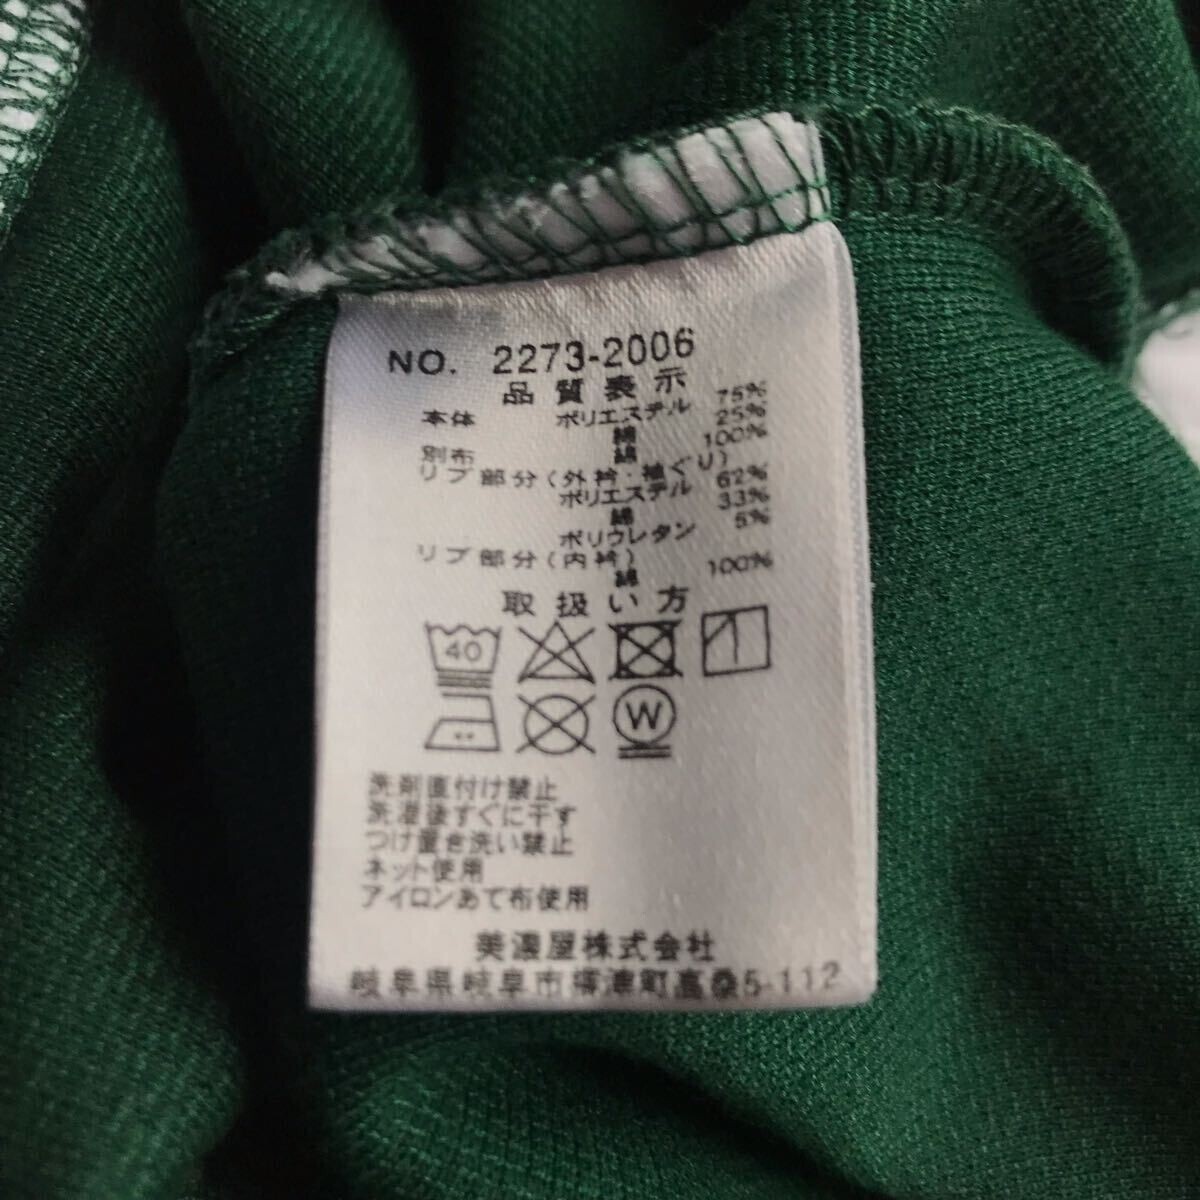 NO. 2273-2006
品質表示
本体 ポリエステル 75%
綿 25%
別布 綿 100%
リブ部分(外衿・袖ぐり)
ポリエステル 62%
綿 33%
ポリウレタン 5%
リブ部分(内衿)
綿 100%
取扱い方
40
W
洗剤直付け禁止
洗濯後すぐに干す
つけ置き洗い禁止
ネット使用
アイロンあて布使用
美濃屋株式会社
岐阜県岐阜市柳津町高桑5-112